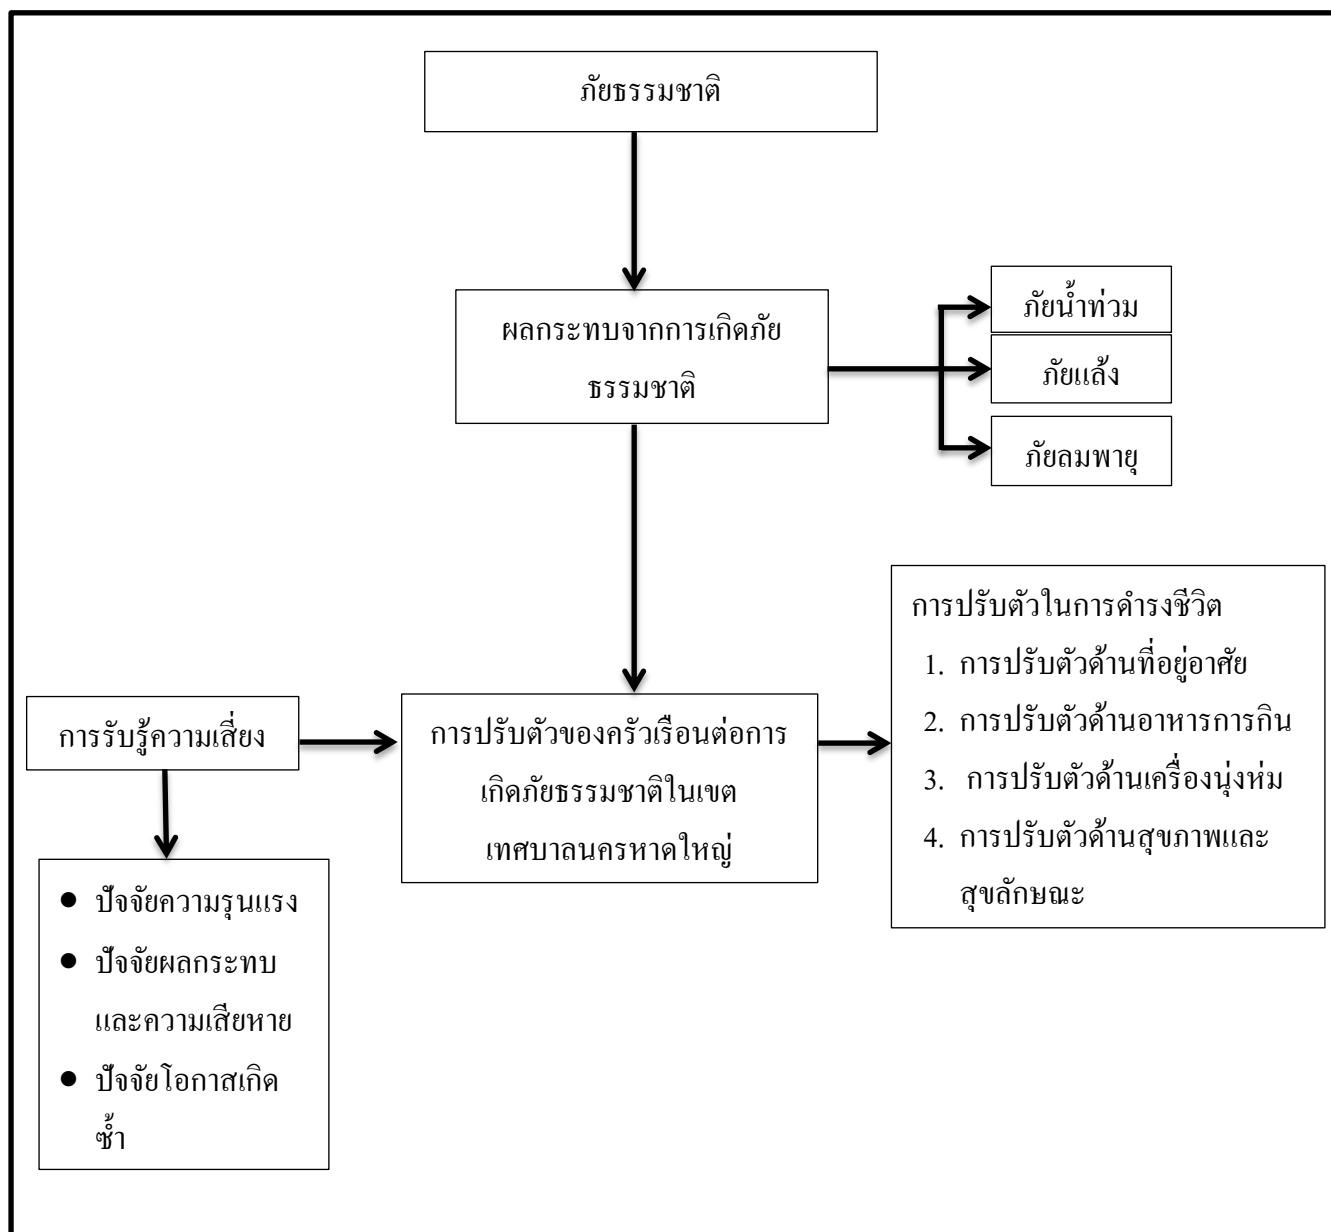 ภัยธรรมชาติ
ผลกระทบจากการเกิดภัย
ธรรมชาติ
ภัยน้ำท่วม
ภัยแล้ง
ภัยลมพายุ
การรับรู้ความเสี่ยง
● ปัจจัยความรุนแรง
● ปัจจัยผลกระทบ
และความเสียหาย
● ปัจจัยโอกาสเกิด
ซ้ำ
การปรับตัวของครัวเรือนต่อการ
เกิดภัยธรรมชาติในเขต
เทศบาลนครหาดใหญ่
การปรับตัวในการดำรงชีวิต
1. การปรับตัวด้านที่อยู่อาศัย
2. การปรับตัวด้านอาหารการกิน
3. การปรับตัวด้านเครื่องนุ่งห่ม
4. การปรับตัวด้านสุขภาพและ
สุขลักษณะ